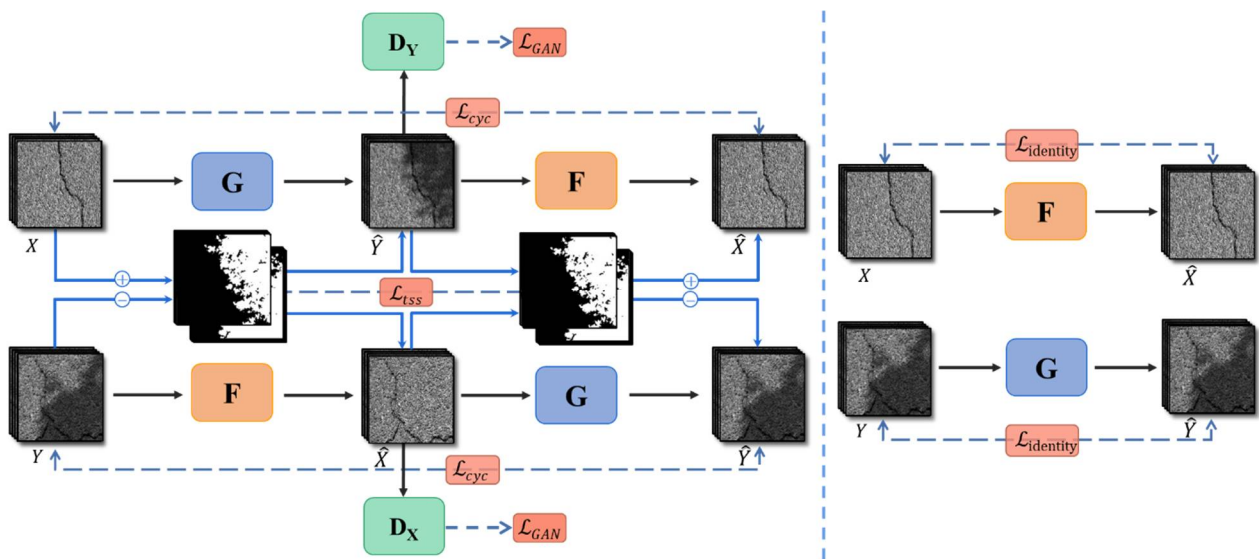 D_Y
ℒ_GAN
ℒ_cyc
ℒ_identity
G
F
F
X
Ŷ
X̂
X
X̂
+
−
ℒ_tss
+
−
F
G
G
Y
X̂
Ŷ
Y
Ŷ
ℒ_identity
ℒ_cyc
D_X
ℒ_GAN